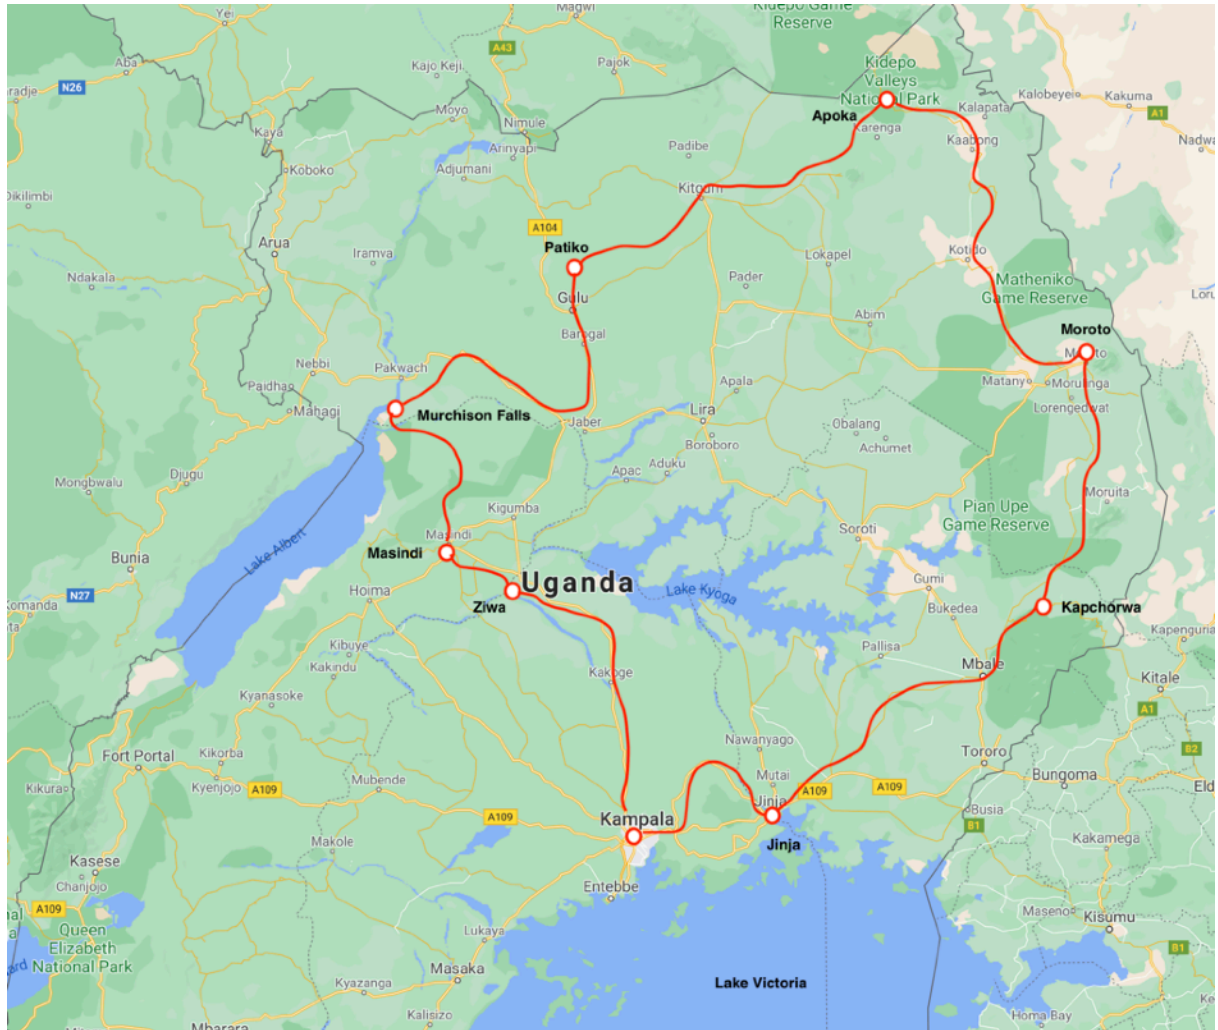 Kidepo Game
Reserve
Magwi
Yei
A43
Pajok
Kajo Keji
Aba
N26
Kidepo
Valleys
National Park
Kalobeyei
Kakuma
A1
Kalapata
Apoka
Karenga
Kaabong
Moyo
Nimule
Kaya
Arinyapi
Padibe
Adjumani
Koboko
Kitgum
A104
Arua
Patiko
Iramva
Lokapel
Kotido
Ndakala
Gulu
Pader
Matheniko
Game Reserve
Abim
Barogal
Moroto
Nebbi
Pakwach
Paidha
Matany
Morulinga
Apala
Mahagi
Murchison Falls
Lira
Lorengedwat
Jaber
Obalang
Boroboro
Achumet
Aduku
Apac
Djugu
Mongbwalu
Moruita
Kigumba
Pian Upe
Game Reserve
Soroti
Masindi
Masindi
Bunia
Lake Albert
Uganda
Lake Kyoga
Gumi
Hoima
N27
Komanda
Ziwa
Bukedea
Kapchorwa
Kapenguria
Kibuye
Pallisa
Kakindu
Mbale
Kakoge
Kitale
Kyanasoke
A1
Nawanyago
Kikorba
Tororo
B2
Fort Portal
Mutai
Bungoma
Kikura
Kyenjojo
A109
Mubende
Jinja
A109
A109
Eld
A109
Kampala
Busia
B1
Kakamega
Makole
Jinja
Kasese
Chanjojo
Entebbe
A109
Maseno
Kisumu
Queen
Elizabeth
National Park
Lukaya
B1
Masaka
Kyazanga
Lake Victoria
Kalisizo
Homa Bay
Mbarara